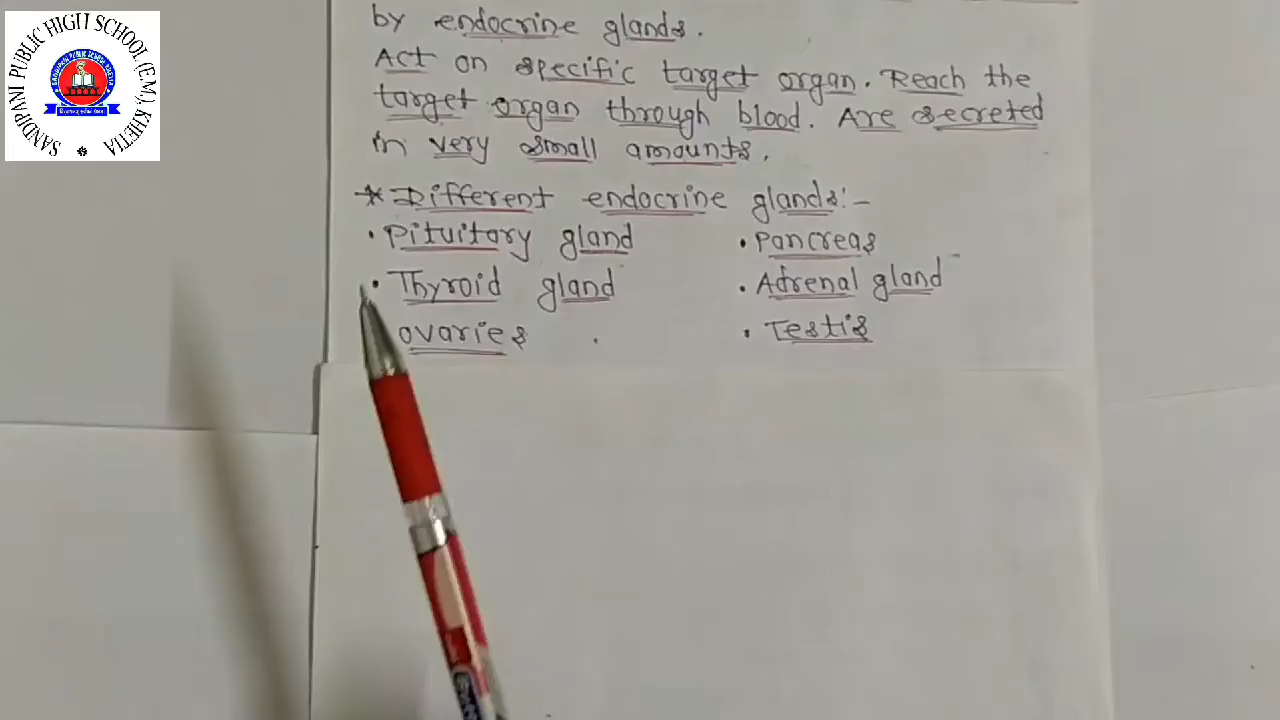 SANDIPANI PUBLIC HIGH SCHOOL (E.M.), KHETIA
by endocrine glands.
Act on specific target organ. Reach the
target organ through blood. Are secreted
in very small amounts.
* Different endocrine glands:-
• Pituitary gland • Pancreas
• Thyroid gland • Adrenal gland
ovaries • Testis